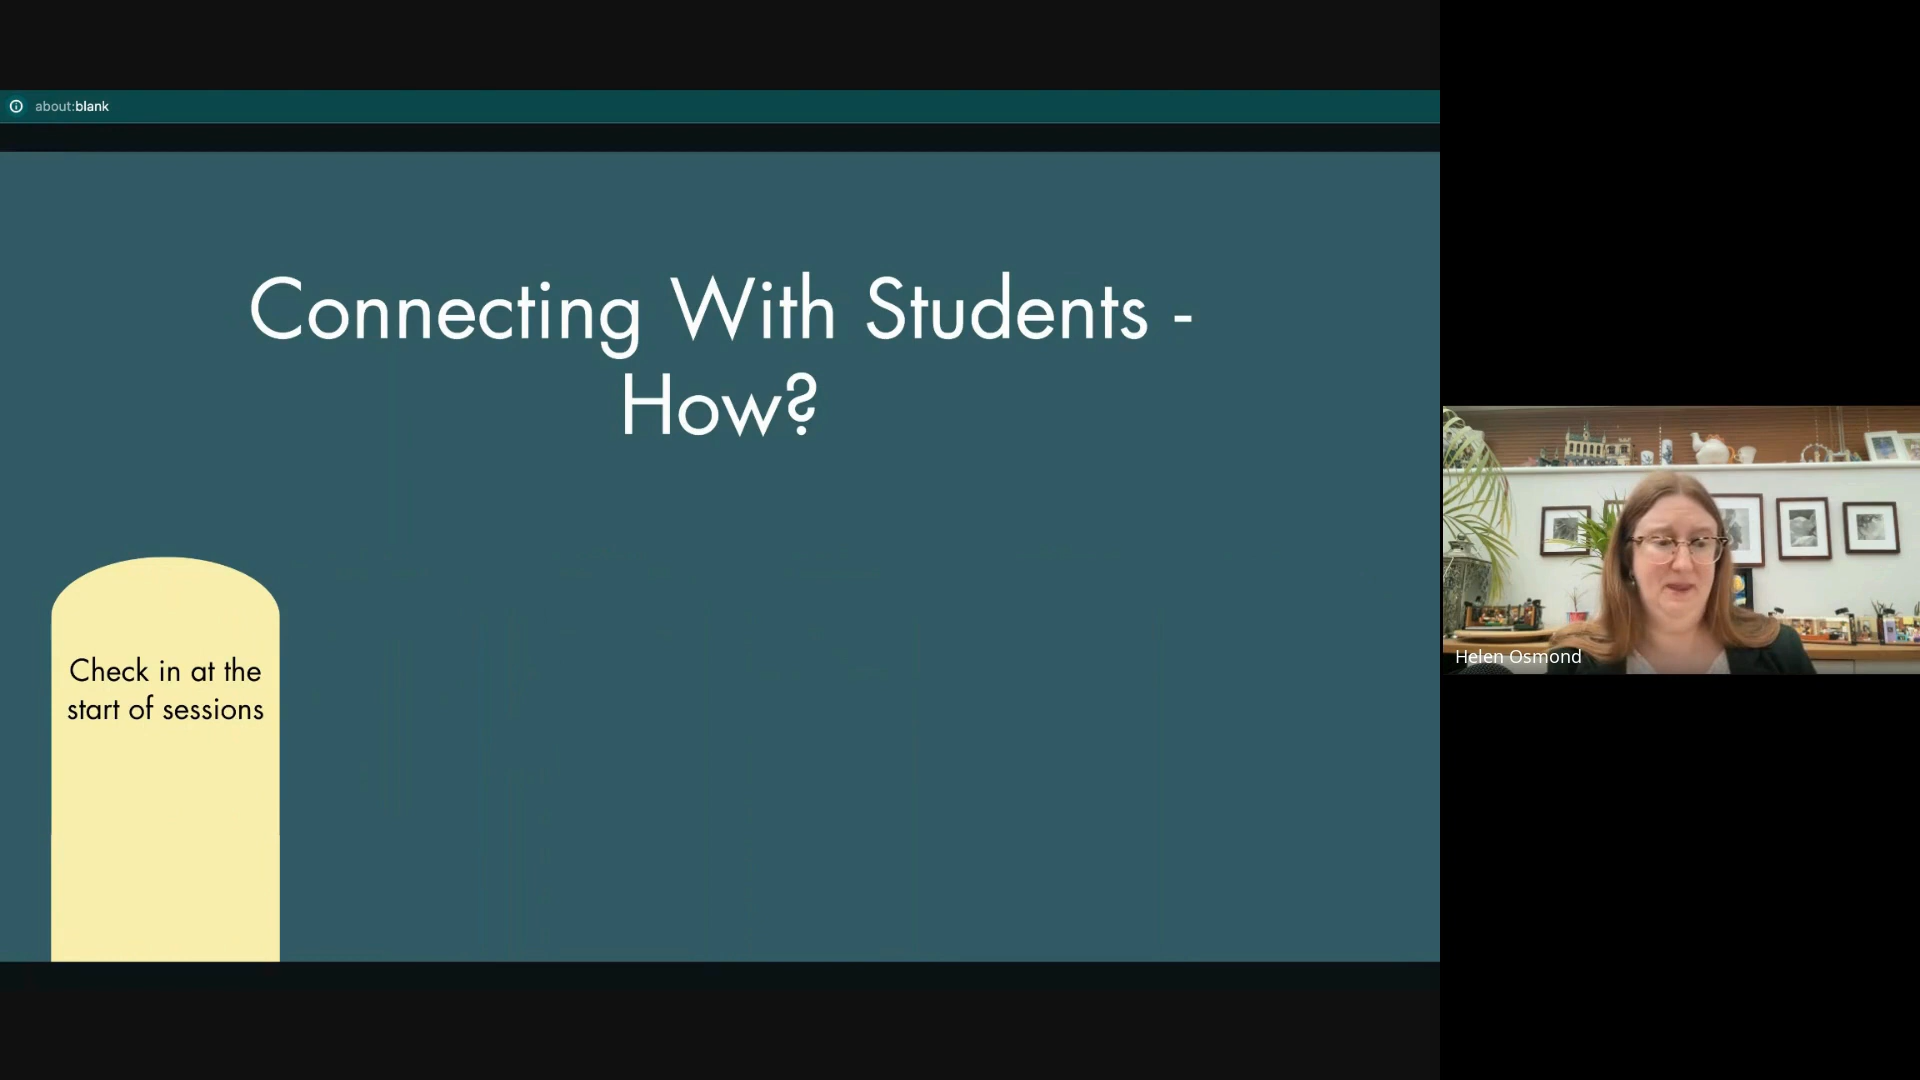 about:blank
Connecting With Students -
How?
Check in at the
start of sessions
Helen Osmond